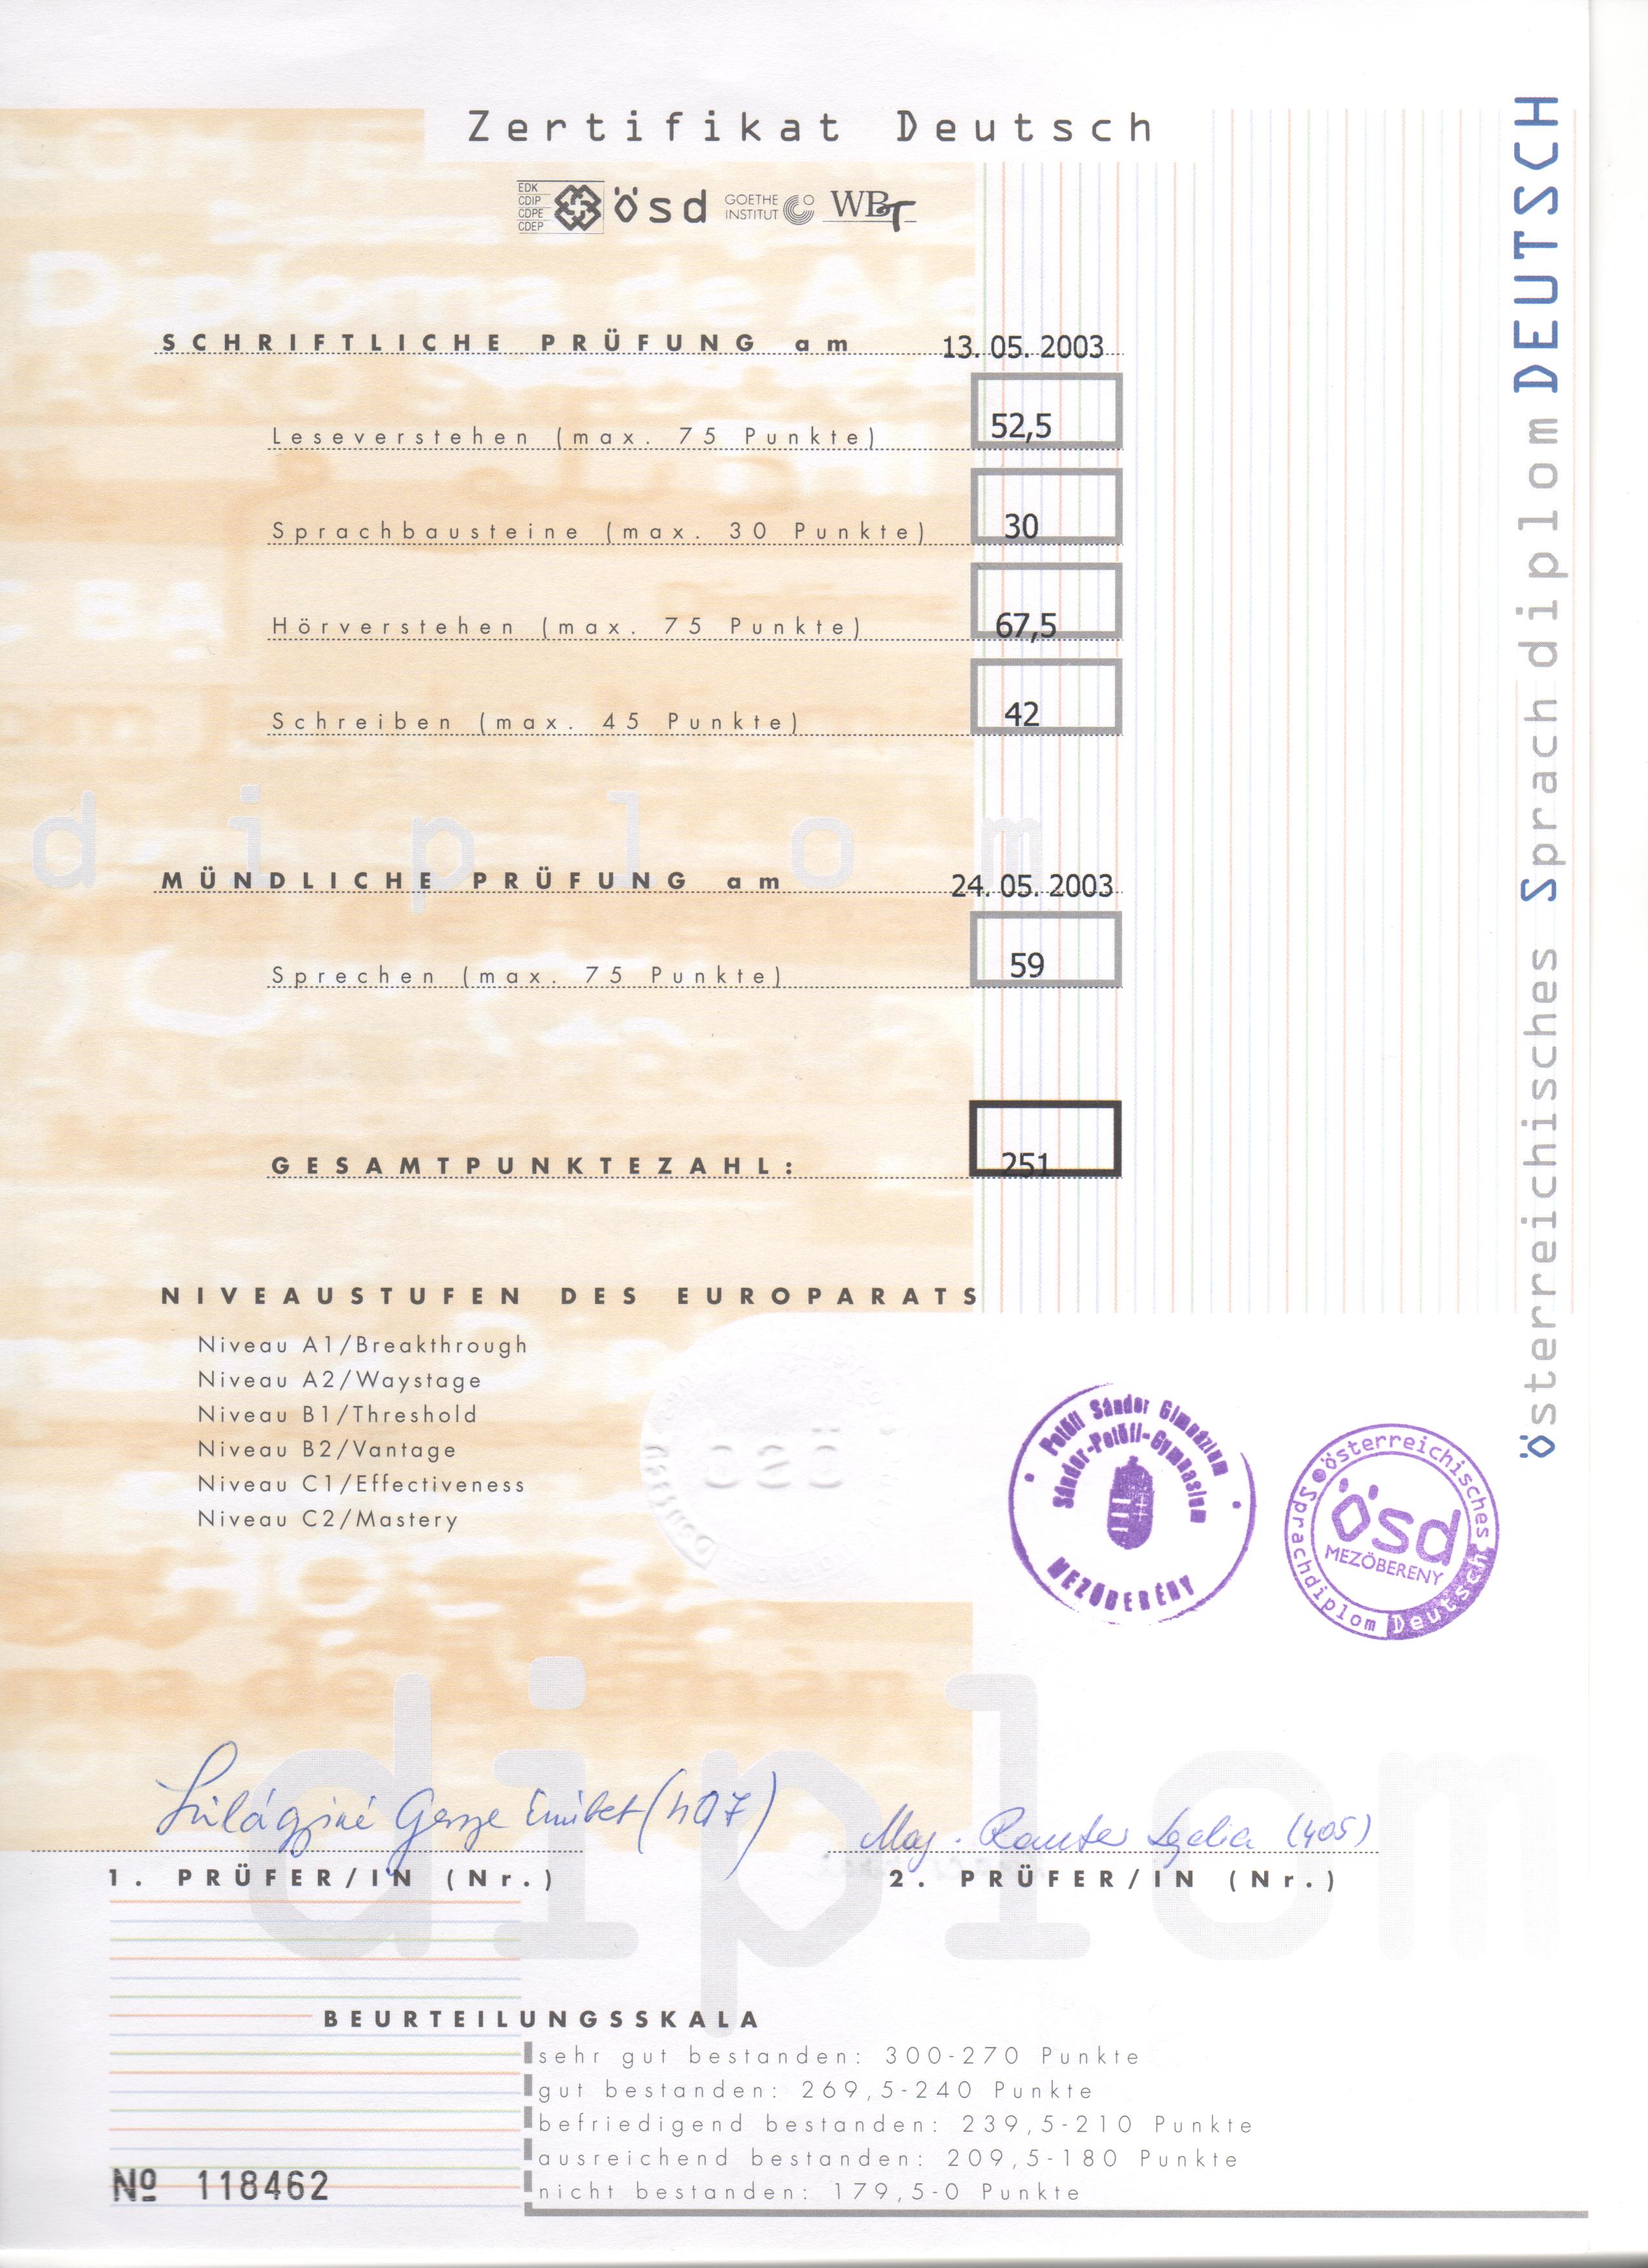 Zertifikat Deutsch
EDK
CDIP
CDPE
CDEP
ösd
GOETHE
INSTITUT
WBT
SCHRIFTLICHE PRÜFUNG am 13. 05. 2003
Leseverstehen (max. 75 Punkte) 52,5
Sprachbausteine (max. 30 Punkte) 30
Hörverstehen (max. 75 Punkte) 67,5
Schreiben (max. 45 Punkte) 42
diplom
MÜNDLICHE PRÜFUNG am 24. 05. 2003
Sprechen (max. 75 Punkte) 59
GESAMTPUNKTEZAHL: 251
NIVEAUSTUFEN DES EUROPARATS
Niveau A1/Breakthrough
Niveau A2/Waystage
Niveau B1/Threshold
Niveau B2/Vantage
Niveau C1/Effectiveness
Niveau C2/Mastery
Petőfi Sándor Gimnázium
Sándor-Petőfi-Gymnasium
MEZŐBERÉNY
österreichisches Sprachdiplom Deutsch
ösd
MEZÖBERENY
österreichisches Sprachdiplom DEUTSCH
diplom
Szilágyiné (407)
Mag. Rauter (405)
1. PRÜFER/IN (Nr.)
2. PRÜFER/IN (Nr.)
BEURTEILUNGSSKALA
sehr gut bestanden: 300-270 Punkte
gut bestanden: 269,5-240 Punkte
befriedigend bestanden: 239,5-210 Punkte
ausreichend bestanden: 209,5-180 Punkte
nicht bestanden: 179,5-0 Punkte
Nº 118462